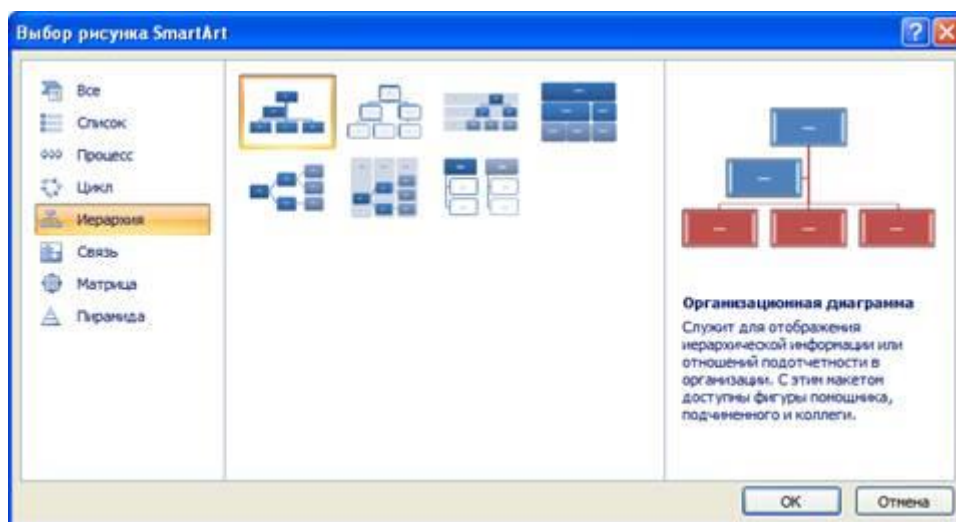 Выбор рисунка SmartArt
Все
Список
Процесс
Цикл
Иерархия
Связь
Матрица
Пирамида
Организационная диаграмма
Служит для отображения
иерархической информации или
отношений подотчетности в
организации. С этим макетом
доступны фигуры помощника,
подчиненного и коллеги.
ОК
Отмена